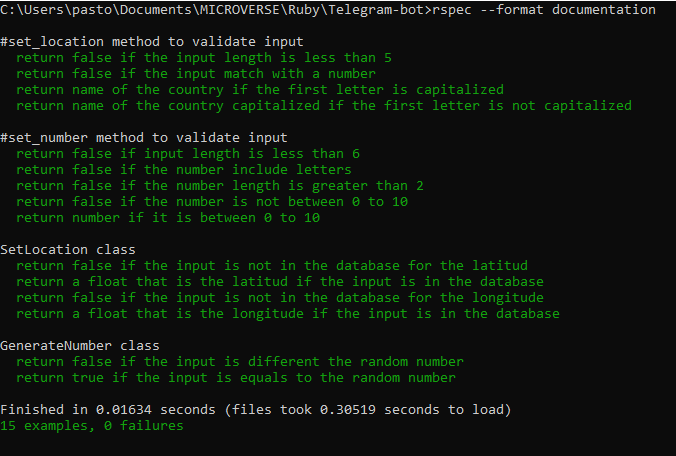 C:\Users\pasto\Documents\MICROVERSE\Ruby\Telegram-bot>rspec --format documentation
#set_location method to validate input
return false if the input length is less than 5
return false if the input match with a number
return name of the country if the first letter is capitalized
return name of the country capitalized if the first letter is not capitalized
#set_number method to validate input
return false if input length is less than 6
return false if the number include letters
return false if the number length is greater than 2
return false if the number is not between 0 to 10
return number if it is between 0 to 10
SetLocation class
return false if the input is not in the database for the latitud
return a float that is the latitud if the input is in the database
return false if the input is not in the database for the longitude
return a float that is the longitude if the input is in the database
GenerateNumber class
return false if the input is different the random number
return true if the input is equals to the random number
Finished in 0.01634 seconds (files took 0.30519 seconds to load)
15 examples, 0 failures